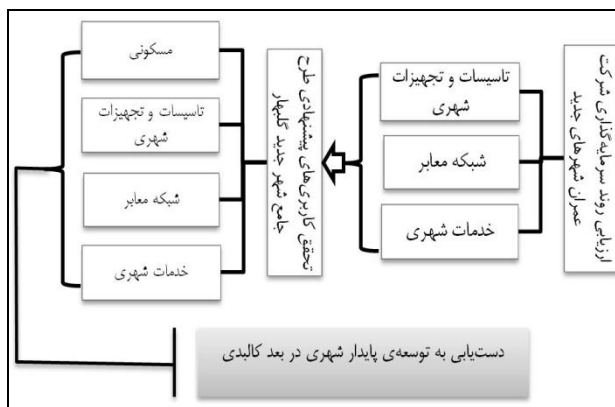 ارزیابی روند سرمایه‌گذاری شرکت
عمران شهرهای جدید
تاسیسات و تجهیزات
شهری
شبکه معابر
خدمات شهری
تحقق کاربری‌های پیشنهادی طرح
جامع شهر جدید گلبهار
مسکونی
تاسیسات و تجهیزات
شهری
شبکه معابر
خدمات شهری
دست‌یابی به توسعه‌ی پایدار شهری در بعد کالبدی